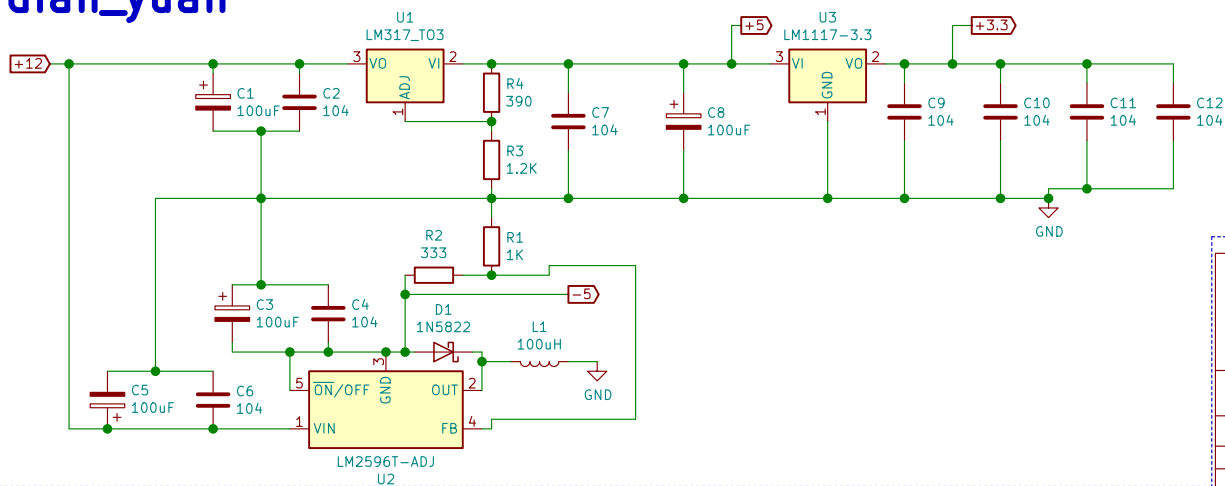 dian_yuan
U1
LM317_TO3
+12
3
VO
VI
2
ADJ
1
+5
U3
LM1117-3.3
3
VI
VO
2
GND
1
+3.3
+
C1
100uF
C2
104
R4
390
R3
1.2K
C7
104
+
C8
100uF
C9
104
C10
104
C11
104
C12
104
GND
R2
333
R1
1K
-5
+
C3
100uF
C4
104
D1
1N5822
L1
100uH
GND
C5
100uF
+
C6
104
5
ON/OFF
3
GND
OUT
2
1
VIN
FB
4
LM2596T-ADJ
U2